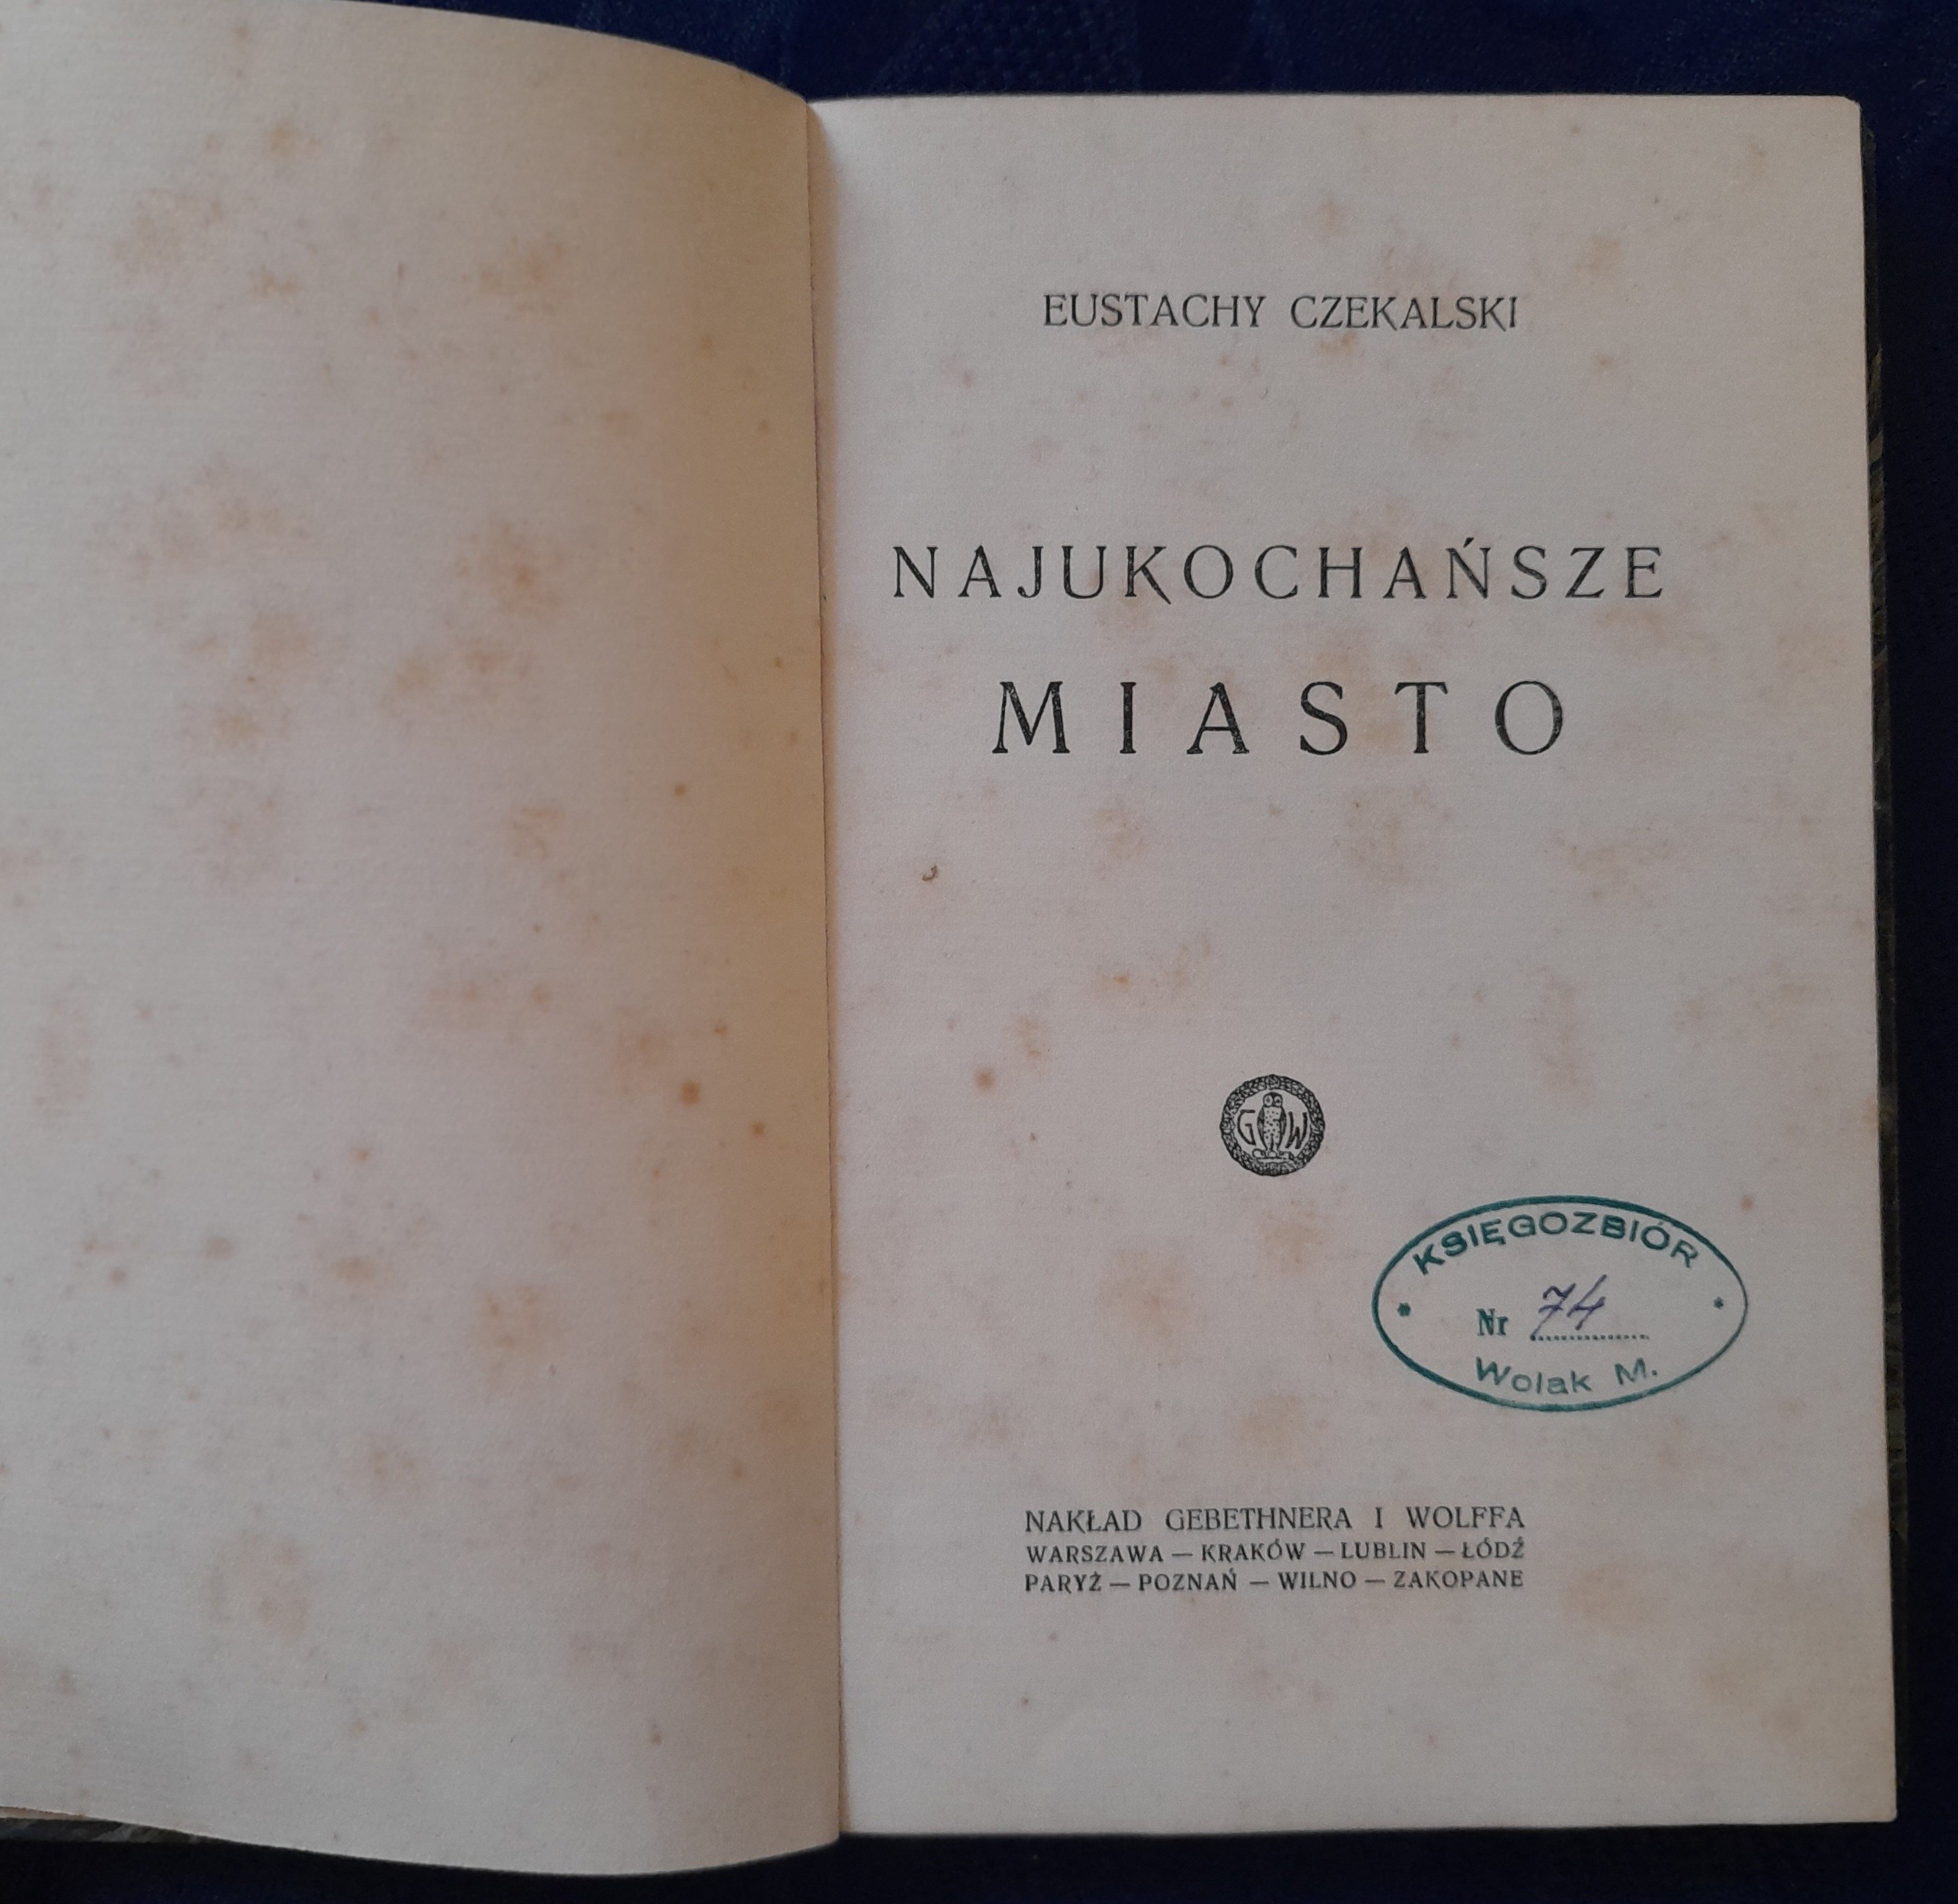 EUSTACHY CZEKALSKI
NAJUKOCHAŃSZE
MIASTO
G W
KSIĘGOZBIÓR
Nr 74
Wolak M.
NAKŁAD GEBETHNERA I WOLFFA
WARSZAWA — KRAKÓW — LUBLIN — ŁÓDŹ
PARYŻ — POZNAŃ — WILNO — ZAKOPANE